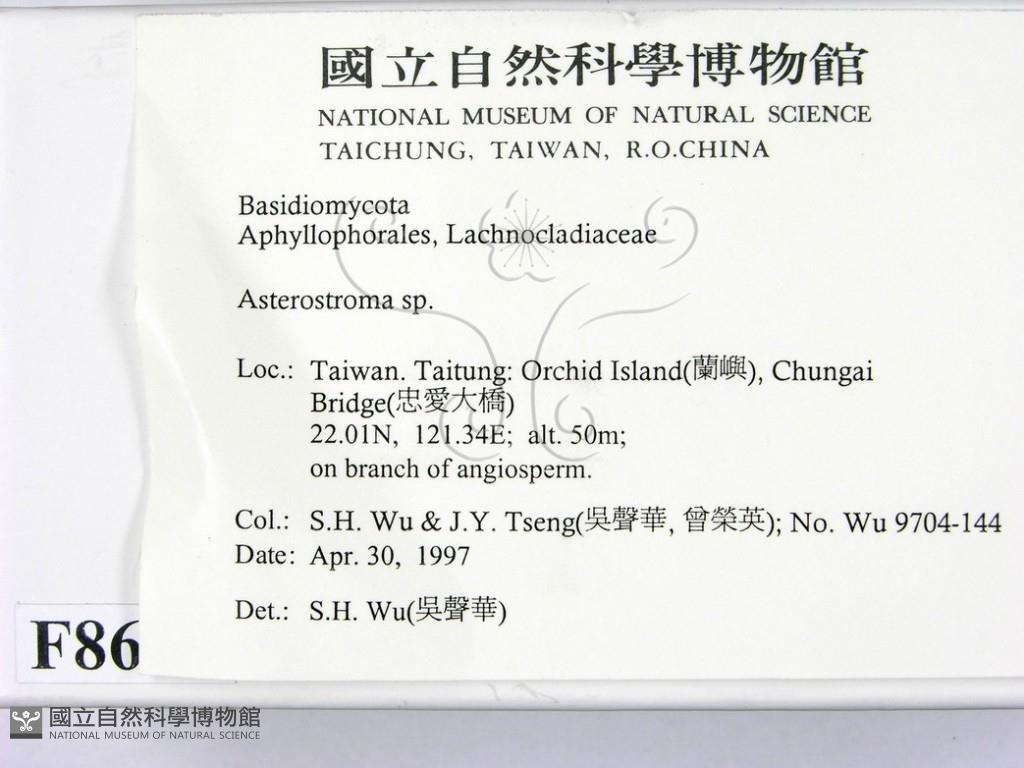 國立自然科學博物館
NATIONAL MUSEUM OF NATURAL SCIENCE
TAICHUNG, TAIWAN, R.O.CHINA
Basidiomycota
Aphyllophorales, Lachnocladiaceae
Asterostroma sp.
Loc.: Taiwan. Taitung: Orchid Island(蘭嶼), Chungai
Bridge(忠愛大橋)
22.01N, 121.34E; alt. 50m;
on branch of angiosperm.
Col.: S.H. Wu & J.Y. Tseng(吳聲華, 曾榮英); No. Wu 9704-144
Date: Apr. 30, 1997
Det.: S.H. Wu(吳聲華)
F86
國立自然科學博物館
NATIONAL MUSEUM OF NATURAL SCIENCE